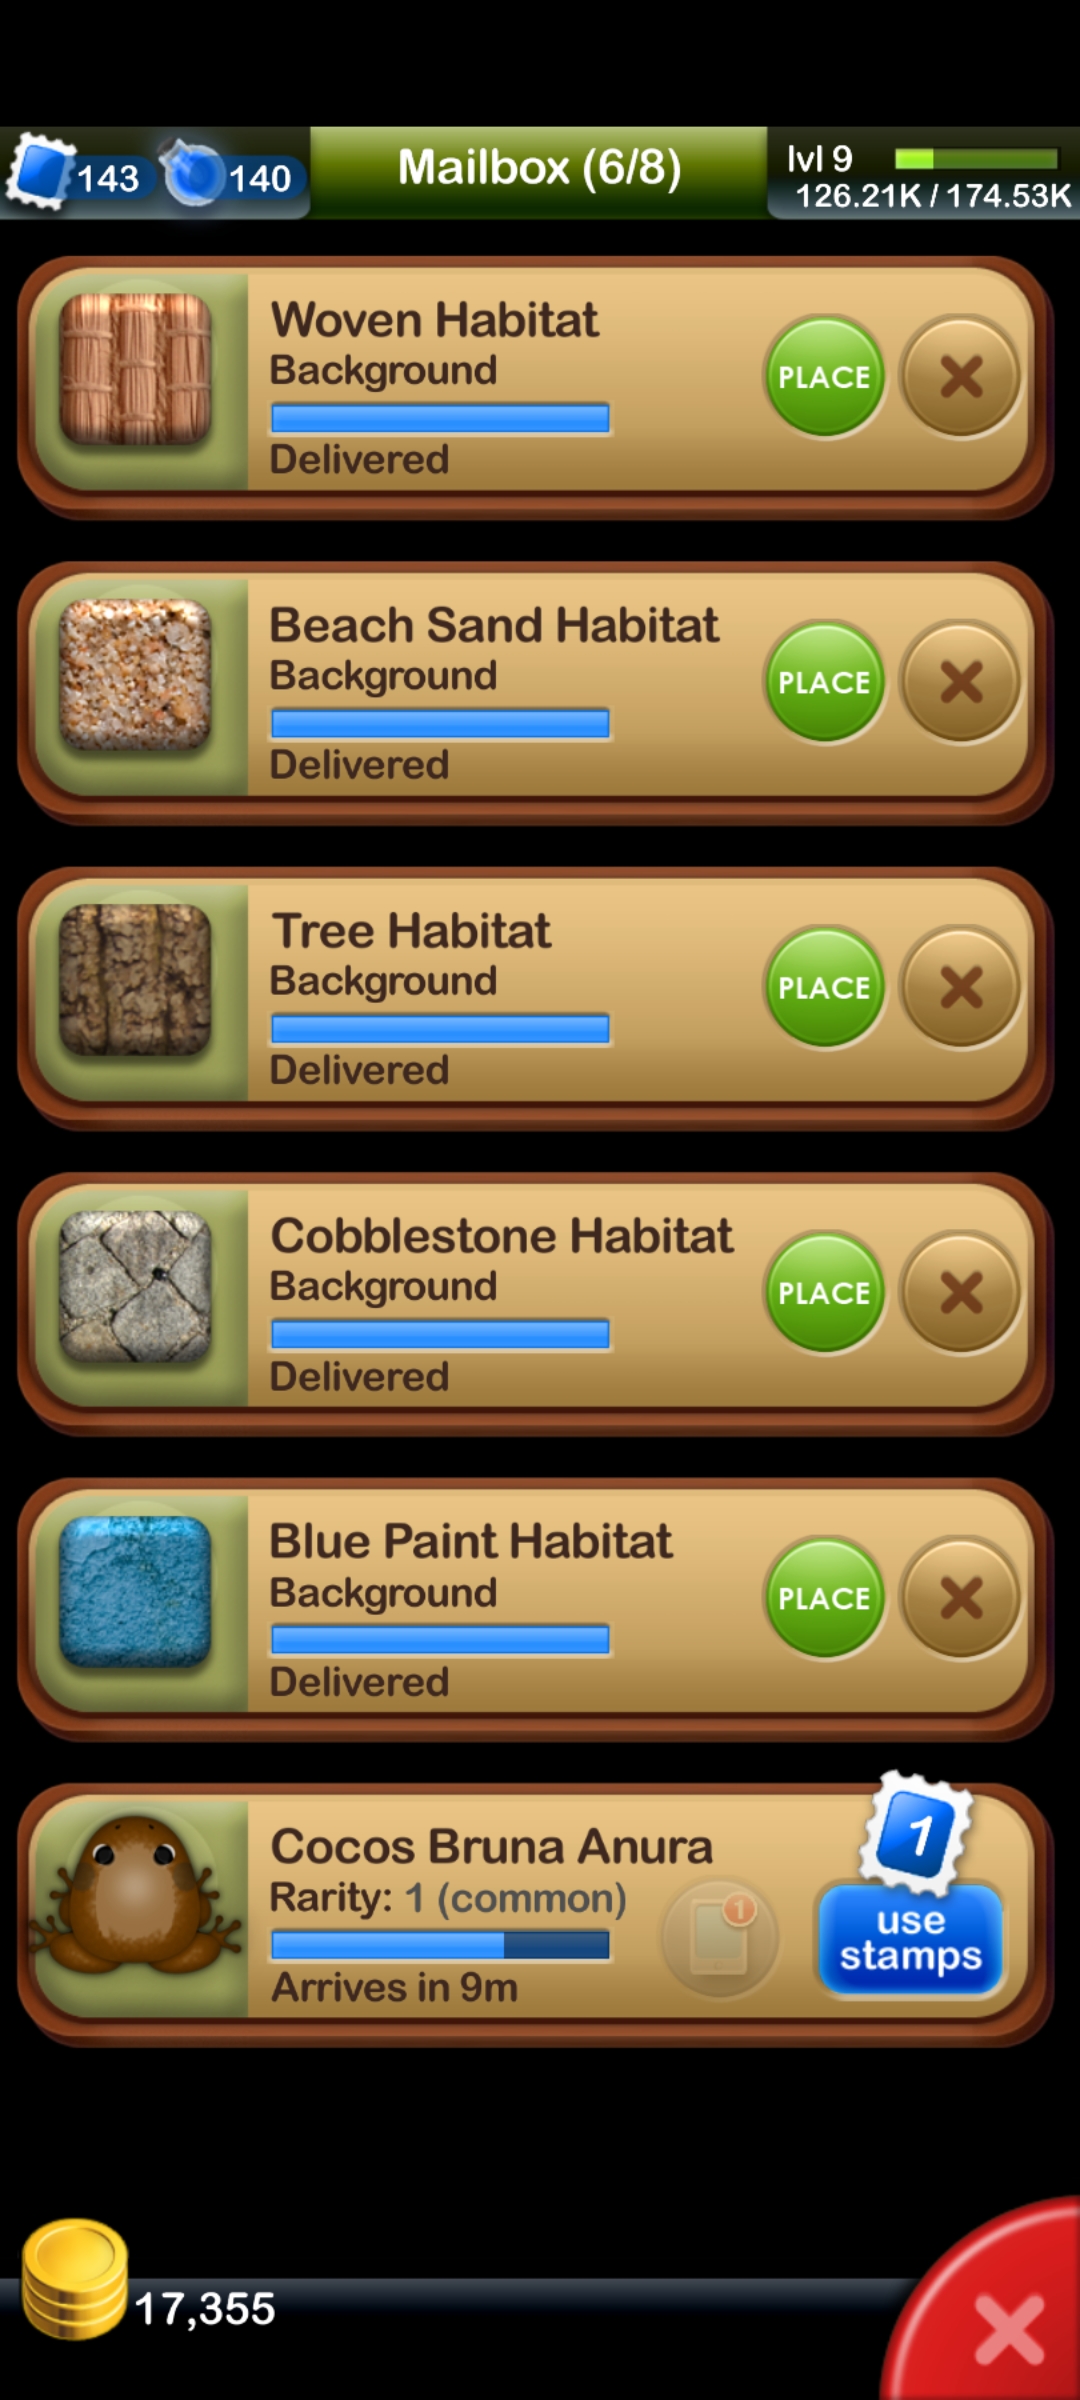 143 140 Mailbox (6/8) lvl 9
126.21K / 174.53K
Woven Habitat
Background
PLACE
Delivered
Beach Sand Habitat
Background
PLACE
Delivered
Tree Habitat
Background
PLACE
Delivered
Cobblestone Habitat
Background
PLACE
Delivered
Blue Paint Habitat
Background
PLACE
Delivered
Cocos Bruna Anura
1
Rarity: 1 (common)
1
use
stamps
Arrives in 9m
17,355